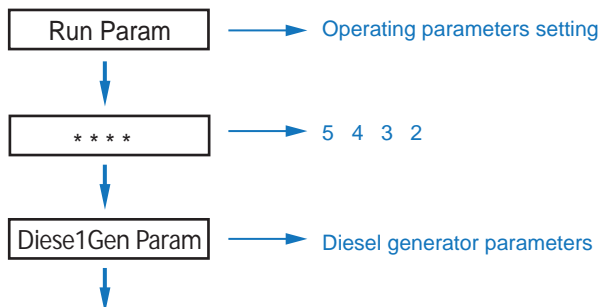 Run Param Operating parameters setting
**** 5 4 3 2
Diese1Gen Param Diesel generator parameters